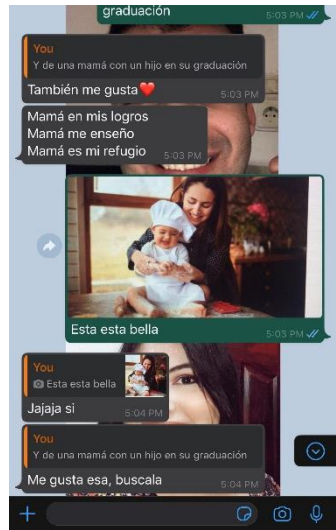 graduación
5:03 PM
You
Y de una mamá con un hijo en su graduación
También me gusta❤️
5:03 PM
Mamá en mis logros
Mamá me enseño
Mamá es mi refugio
5:03 PM
Esta esta bella
5:03 PM
You
Esta esta bella
Jajaja si
5:04 PM
You
Y de una mamá con un hijo en su graduación
Me gusta esa, buscala
5:04 PM